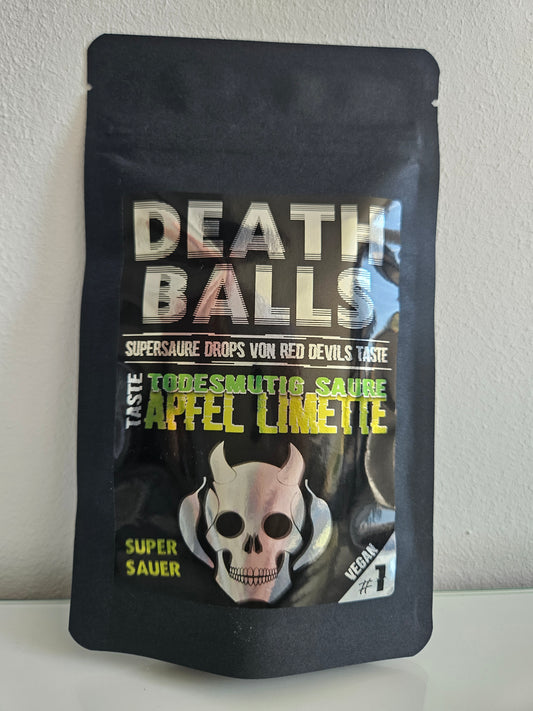 DEATH
BALLS
SUPERSAURE DROPS VON RED DEVILS TASTE
TASTE
TODESMUTIG SAURE
APFEL LIMETTE
SUPER
SAUER
VEGAN
#1